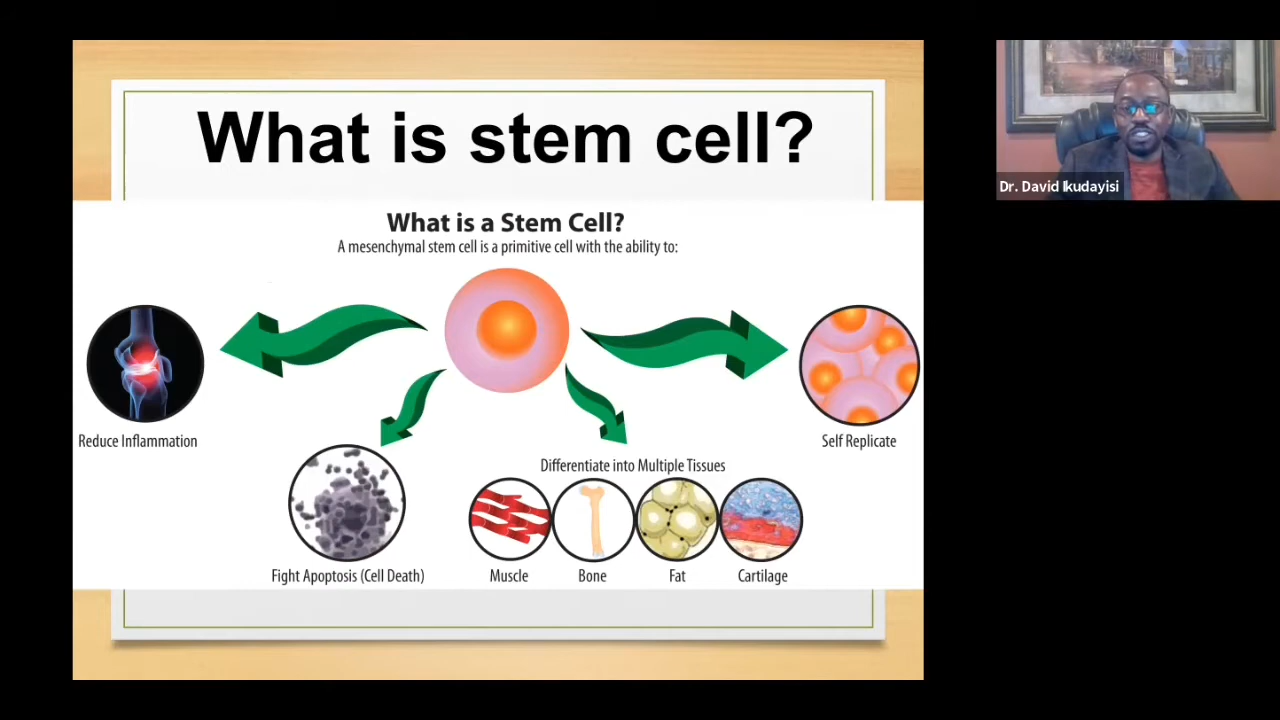 What is stem cell?
What is a Stem Cell?
A mesenchymal stem cell is a primitive cell with the ability to:
Reduce Inflammation
Self Replicate
Differentiate into Multiple Tissues
Fight Apoptosis (Cell Death)
Muscle
Bone
Fat
Cartilage
Dr. David Ikudayisi